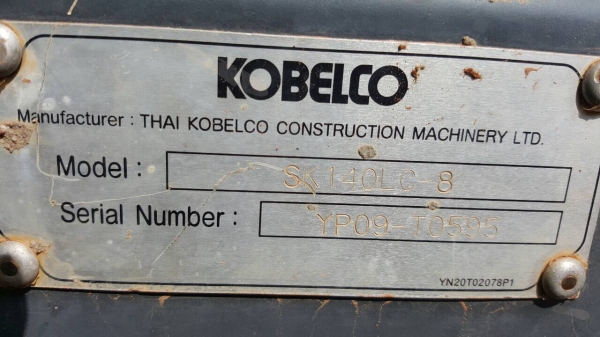 KOBELCO
Manufacturer : THAI KOBELCO CONSTRUCTION MACHINERY LTD.
Model : SK140LC-8
Serial Number : YP09-T0595
YN20T02078P1